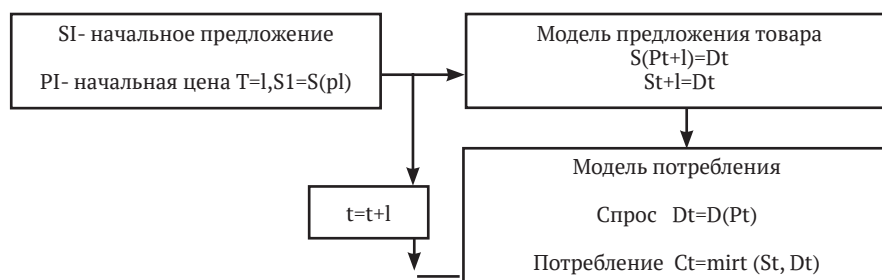 SI- начальное предложение
PI- начальная цена T=l,S1=S(pl)
Модель предложения товара
S(Pt+l)=Dt
St+l=Dt
t=t+l
Модель потребления
Спрос Dt=D(Pt)
Потребление Ct=mirt (St, Dt)